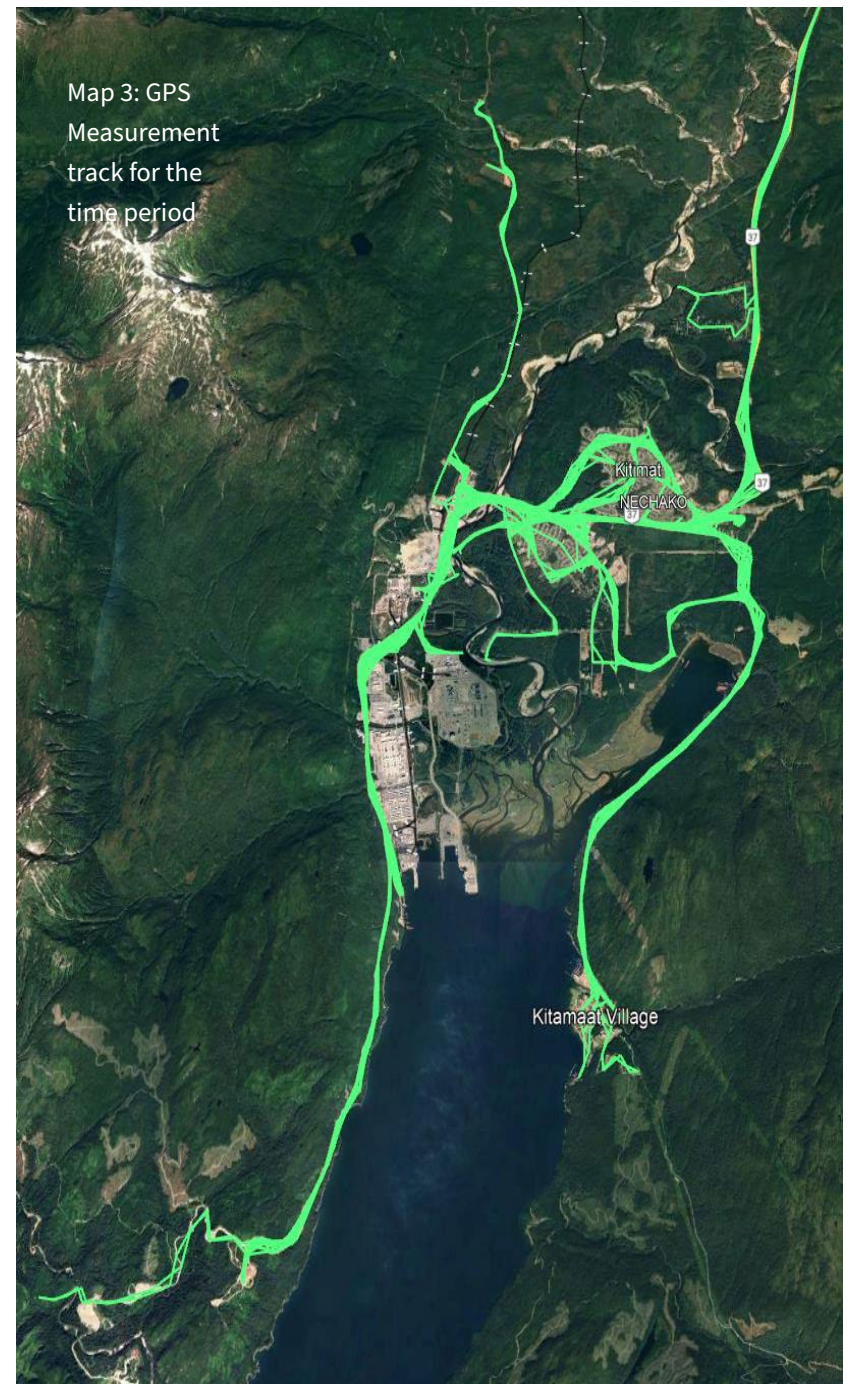 Map 3: GPS
Measurement
track for the
time period
37
Kitimat
37
NECHAKO
37
Kitamaat Village